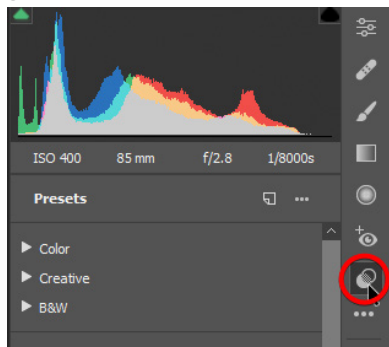 ISO 400 85 mm f/2.8 1/8000s
Presets
Color
Creative
B&W